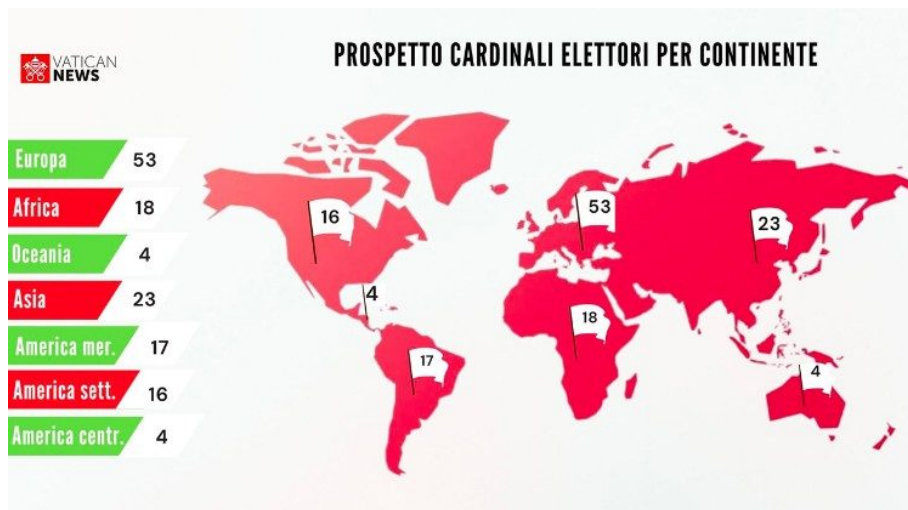 VATICAN
NEWS
PROSPETTO CARDINALI ELETTORI PER CONTINENTE
Europa 53
Africa 18
Oceania 4
Asia 23
America mer. 17
America sett. 16
America centr. 4
16
53
23
4
18
17
4